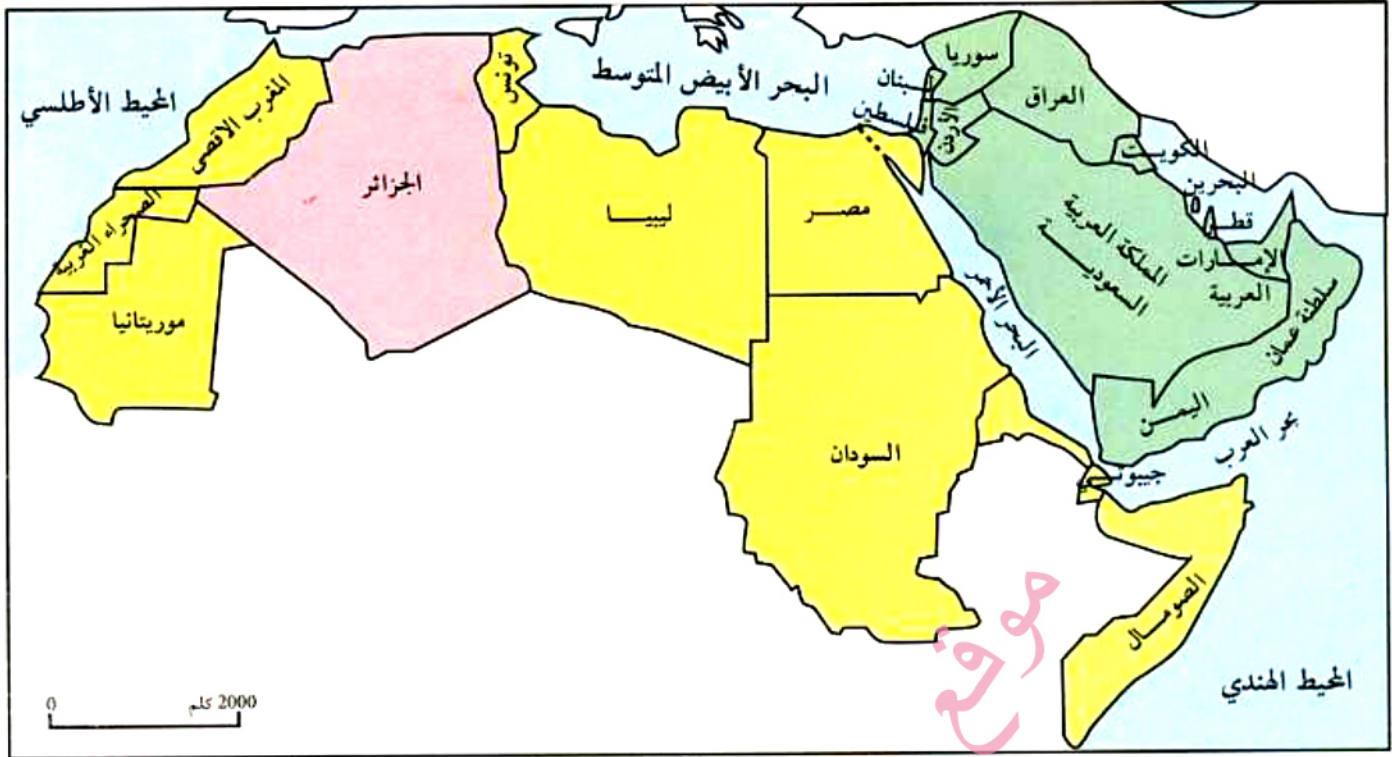 سوريا
لبنان
العراق
البحر الأبيض المتوسط
المحيط الأطلسي
تونس
المغرب الأقصى
فلسطين
الأردن
الكويت
الجزائر
البحرين
قطر
ليبيا
مصر
المملكة العربية
السعودية
الصحراء الغربية
الإمارات
العربية
سلطنة عمان
البحر الأحمر
موريتانيا
اليمن
بحر العرب
السودان
جيبوتي
الصومال
موقع
المحيط الهندي
0
2000 كلم